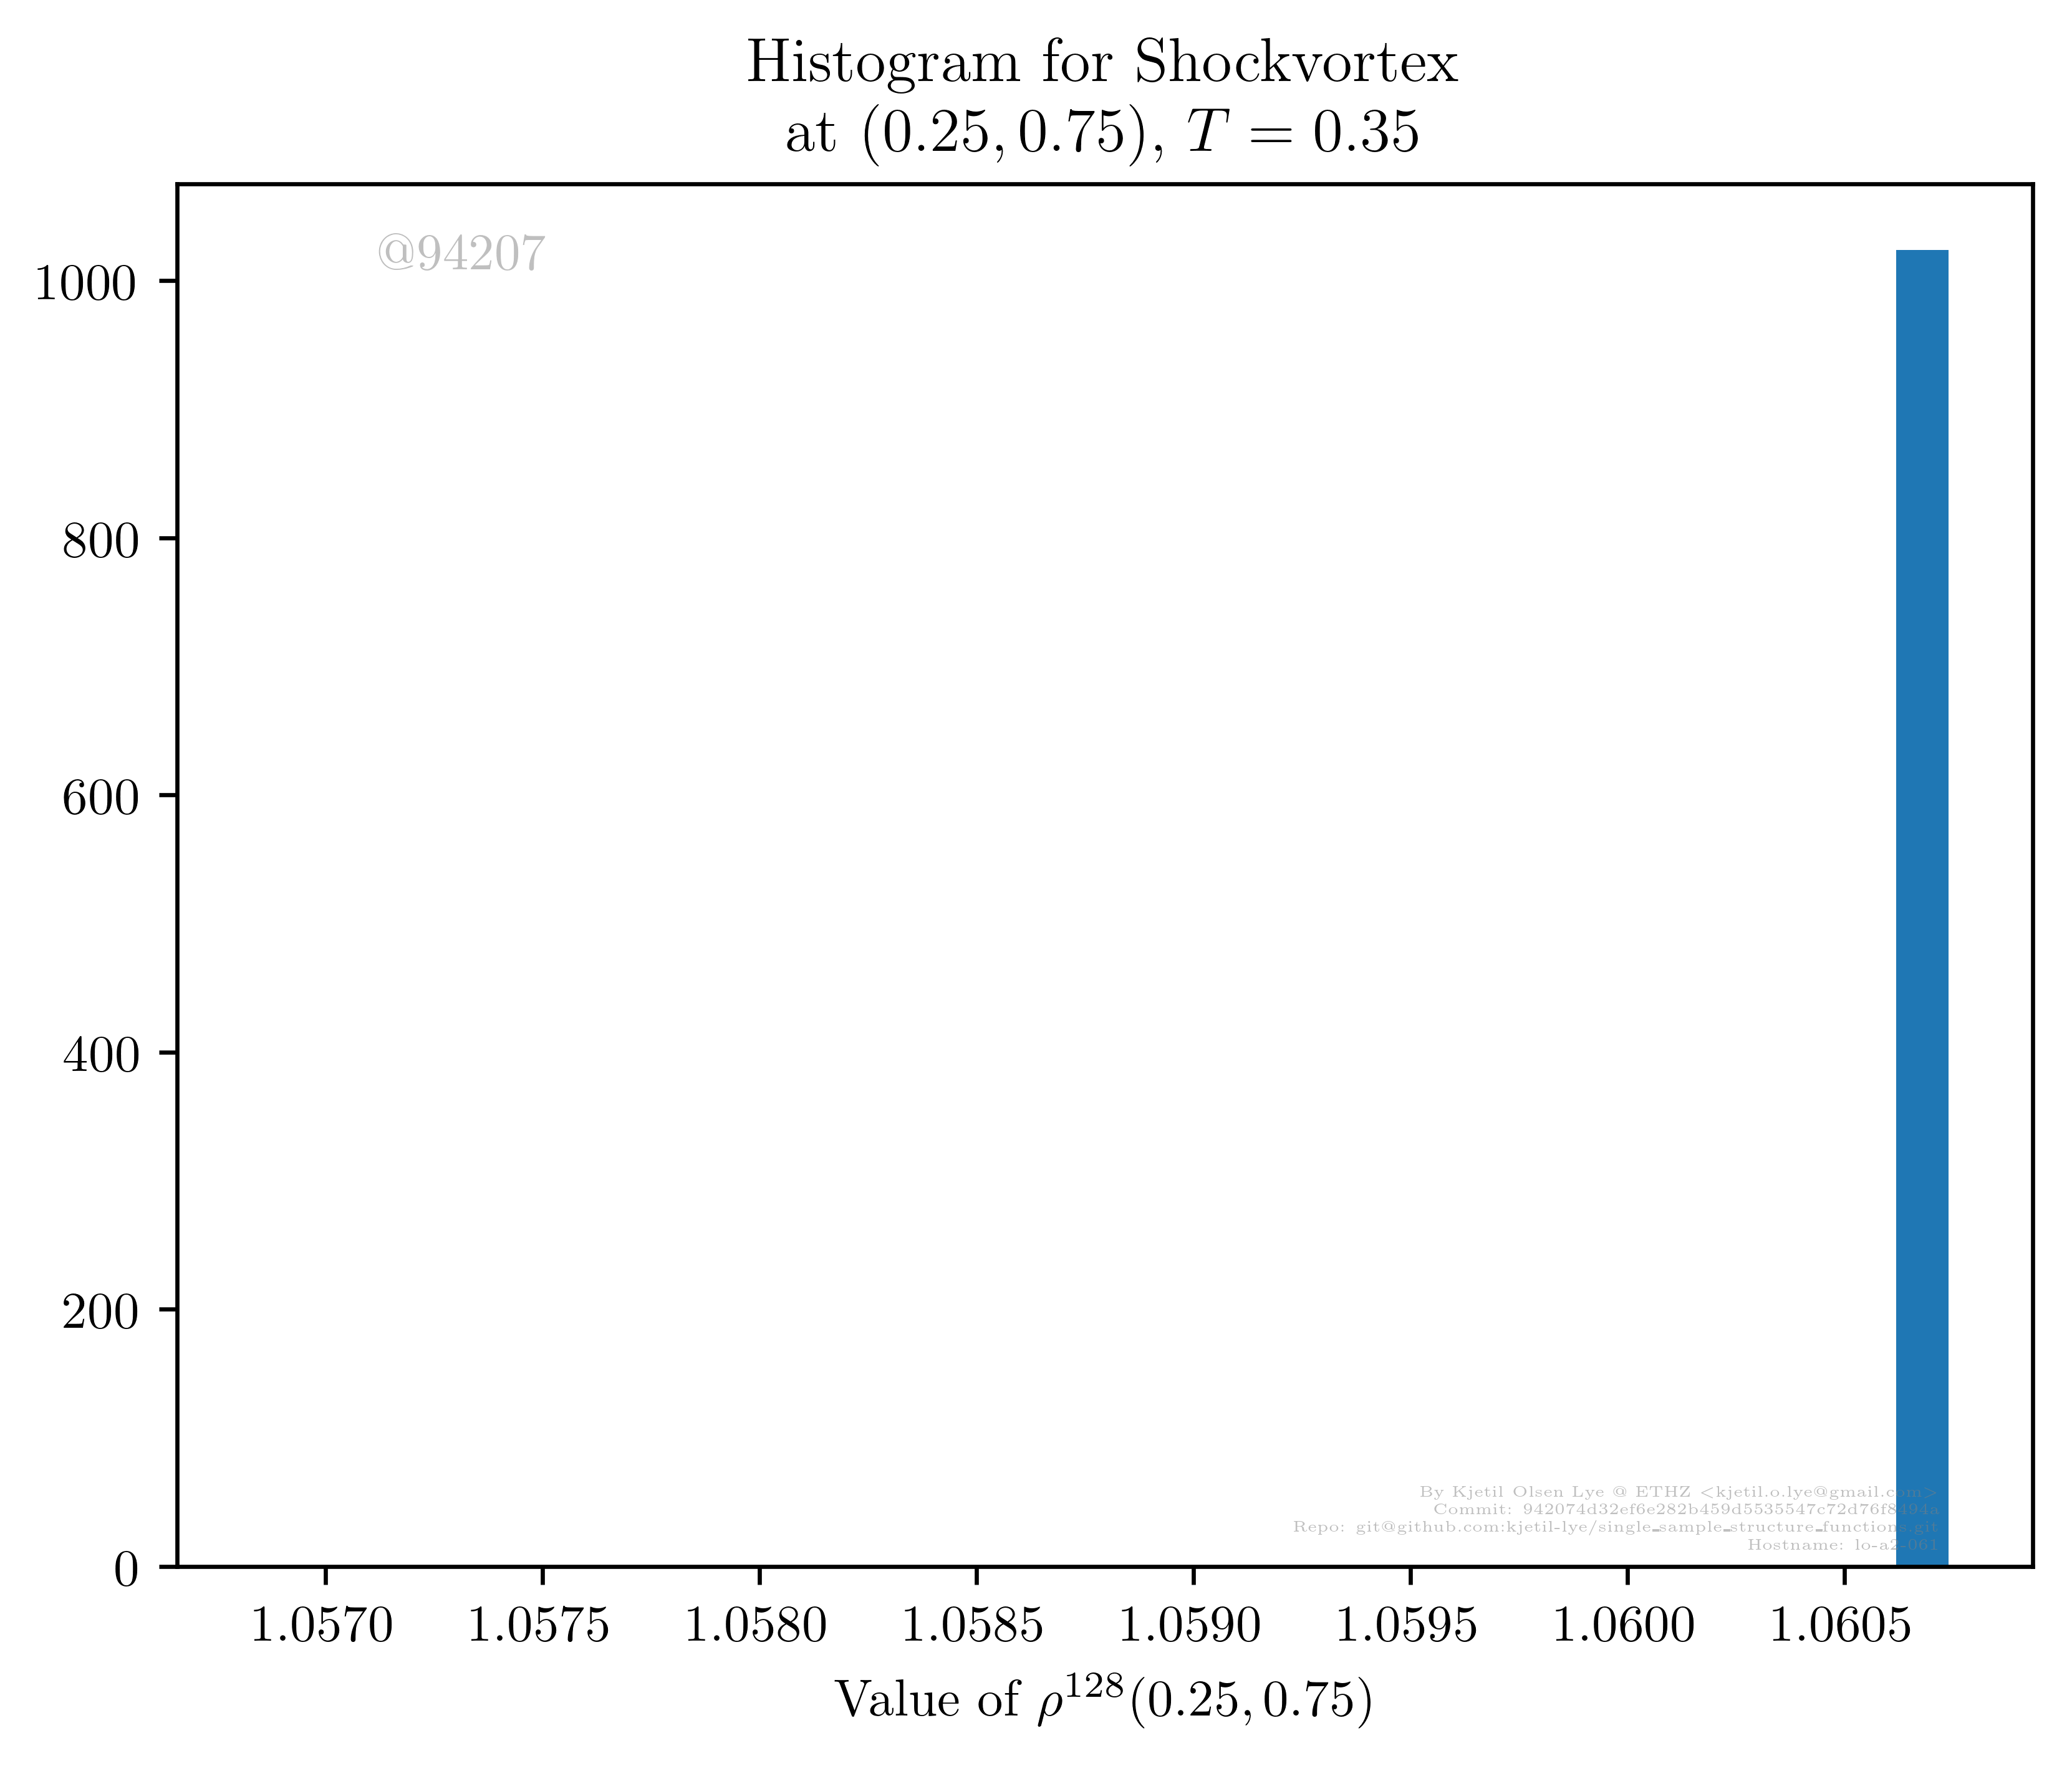 Histogram for Shockvortex
at (0.25, 0.75), T = 0.35
@94207
1000
800
600
400
200
0
By Kjetil Olsen Lye @ ETHZ <kjetil.o.lye@gmail.com>
Commit: 942074d32ef6e282b459d5535547c72d76f8494a
Repo: git@github.com:kjetil-lye/single_sample_structure_functions.git
Hostname: lo-a2-061
1.0570 1.0575 1.0580 1.0585 1.0590 1.0595 1.0600 1.0605
Value of ρ¹²⁸(0.25, 0.75)